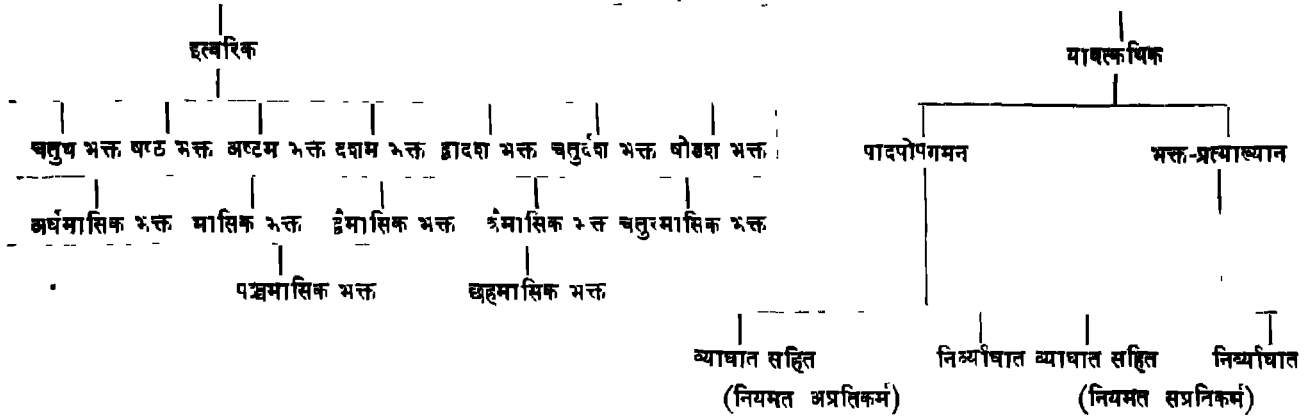 इत्वरिक यावत्कथिक
चतुथ भक्त षष्ठ भक्त अष्टम भक्त दशम भक्त द्वादश भक्त चतुर्दश भक्त षोडश भक्त पादपोपगमन भक्त-प्रत्याख्यान
अर्धमासिक भक्त मासिक भक्त द्वैमासिक भक्त त्रैमासिक भक्त चतुरमासिक भक्त
पञ्चमासिक भक्त छहमासिक भक्त
व्याघात सहित निर्व्याघात व्याघात सहित निर्व्याघात
(नियमत अप्रतिकर्म) (नियमत सप्रनिकर्म)